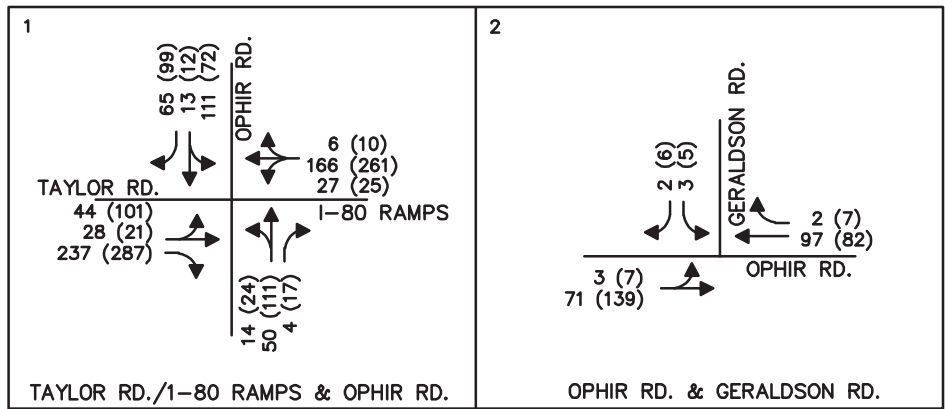 1
65 (99)
13 (12)
111 (72)
OPHIR RD.
6 (10)
166 (261)
27 (25)
TAYLOR RD.
I-80 RAMPS
44 (101)
28 (21)
237 (287)
14 (24)
50 (111)
4 (17)
TAYLOR RD./1-80 RAMPS & OPHIR RD.
2
2 (6)
3 (5)
GERALDSON RD.
2 (7)
97 (82)
OPHIR RD.
3 (7)
71 (139)
OPHIR RD. & GERALDSON RD.